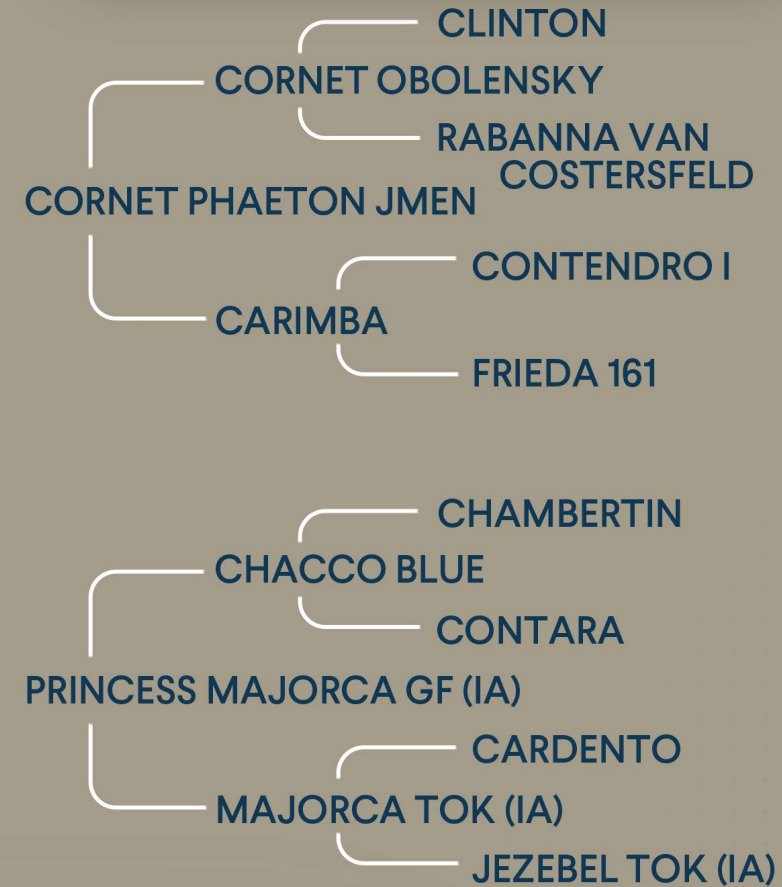 CLINTON
CORNET OBOLENSKY
RABANNA VAN
COSTERSFELD
CORNET PHAETON JMEN
CONTENDRO I
CARIMBA
FRIEDA 161
CHAMBERTIN
CHACCO BLUE
CONTARA
PRINCESS MAJORCA GF (IA)
CARDENTO
MAJORCA TOK (IA)
JEZEBEL TOK (IA)